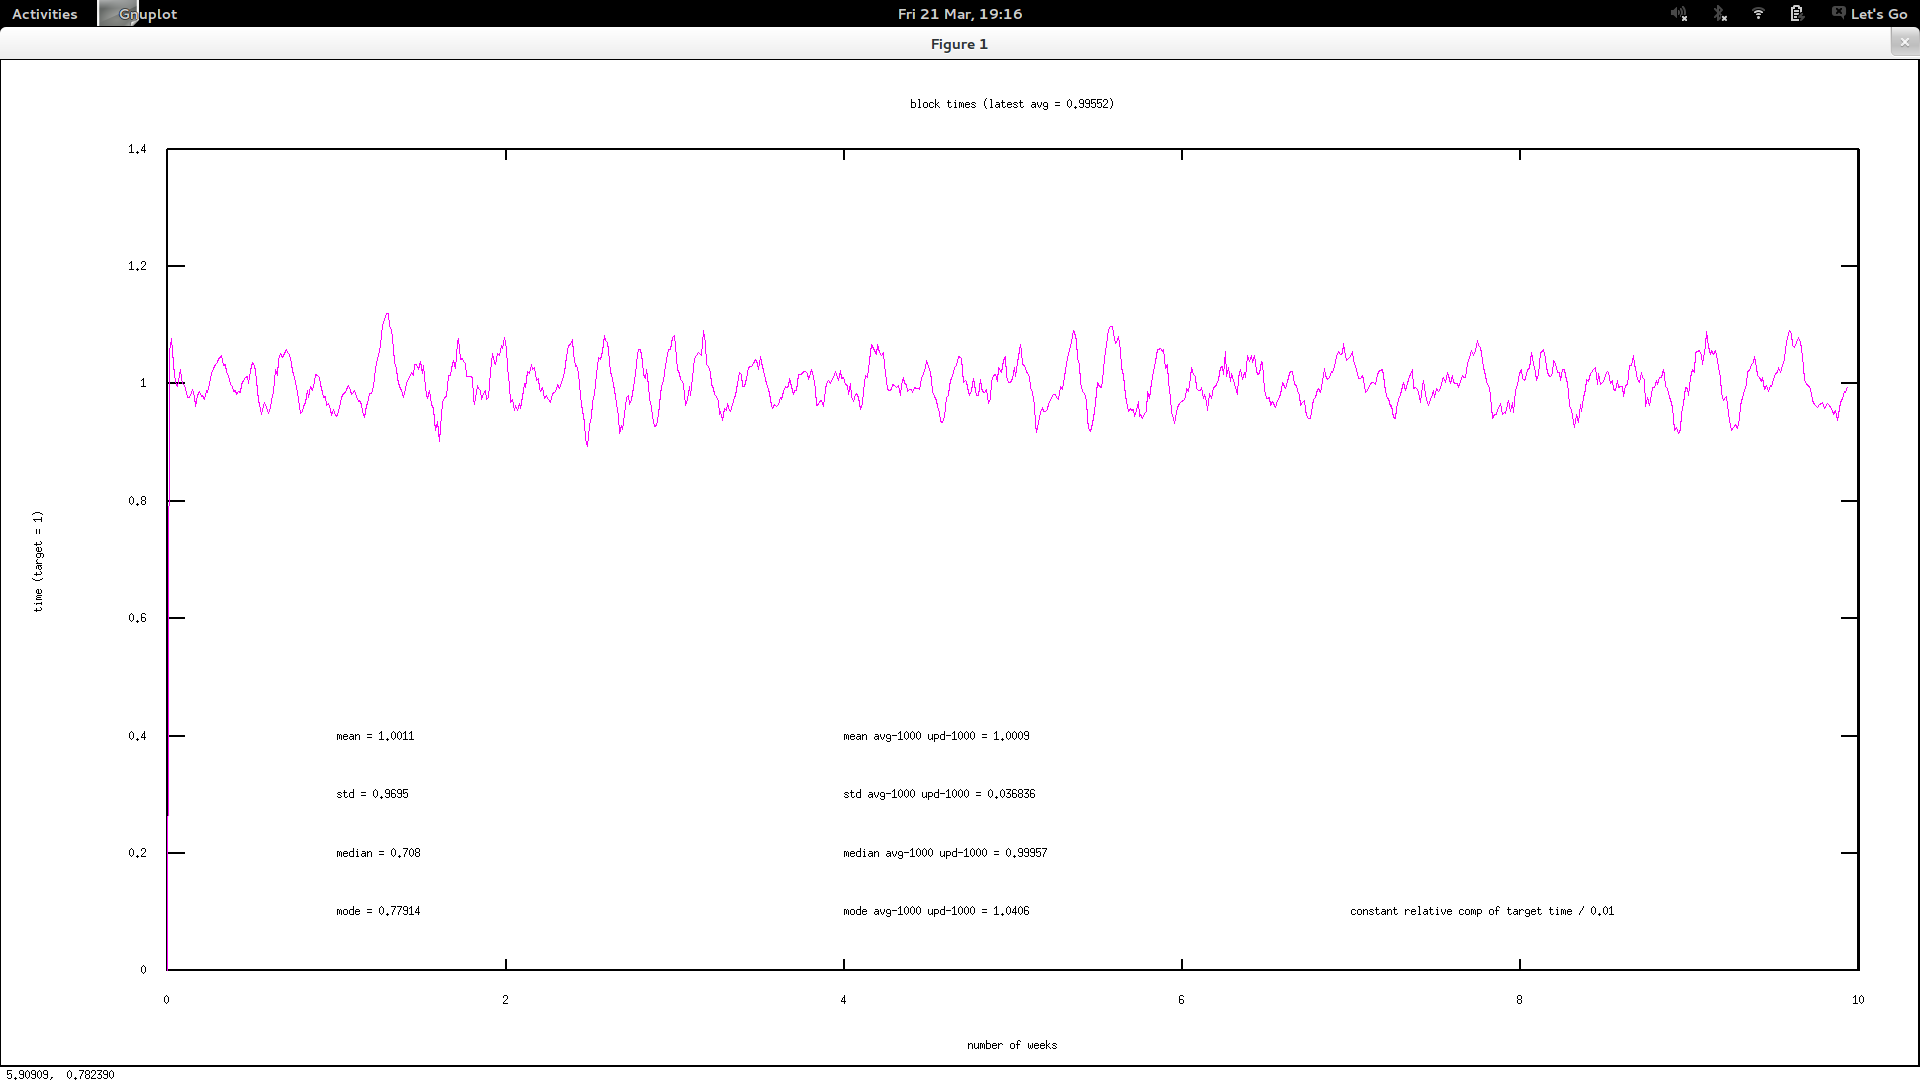 Activities Gnuplot Fri 21 Mar, 19:16 Let's Go
Figure 1
block times (latest avg = 0.99552)
1.4
1.2
1
0.8
0.6
0.4
0.2
0
time (target = 1)
mean = 1.0011
std = 0.9695
median = 0.708
mode = 0.77914
mean avg-1000 upd-1000 = 1.0009
std avg-1000 upd-1000 = 0.036836
median avg-1000 upd-1000 = 0.99957
mode avg-1000 upd-1000 = 1.0406
constant relative comp of target time / 0.01
0 2 4 6 8 10
number of weeks
5.90909, 0.782390